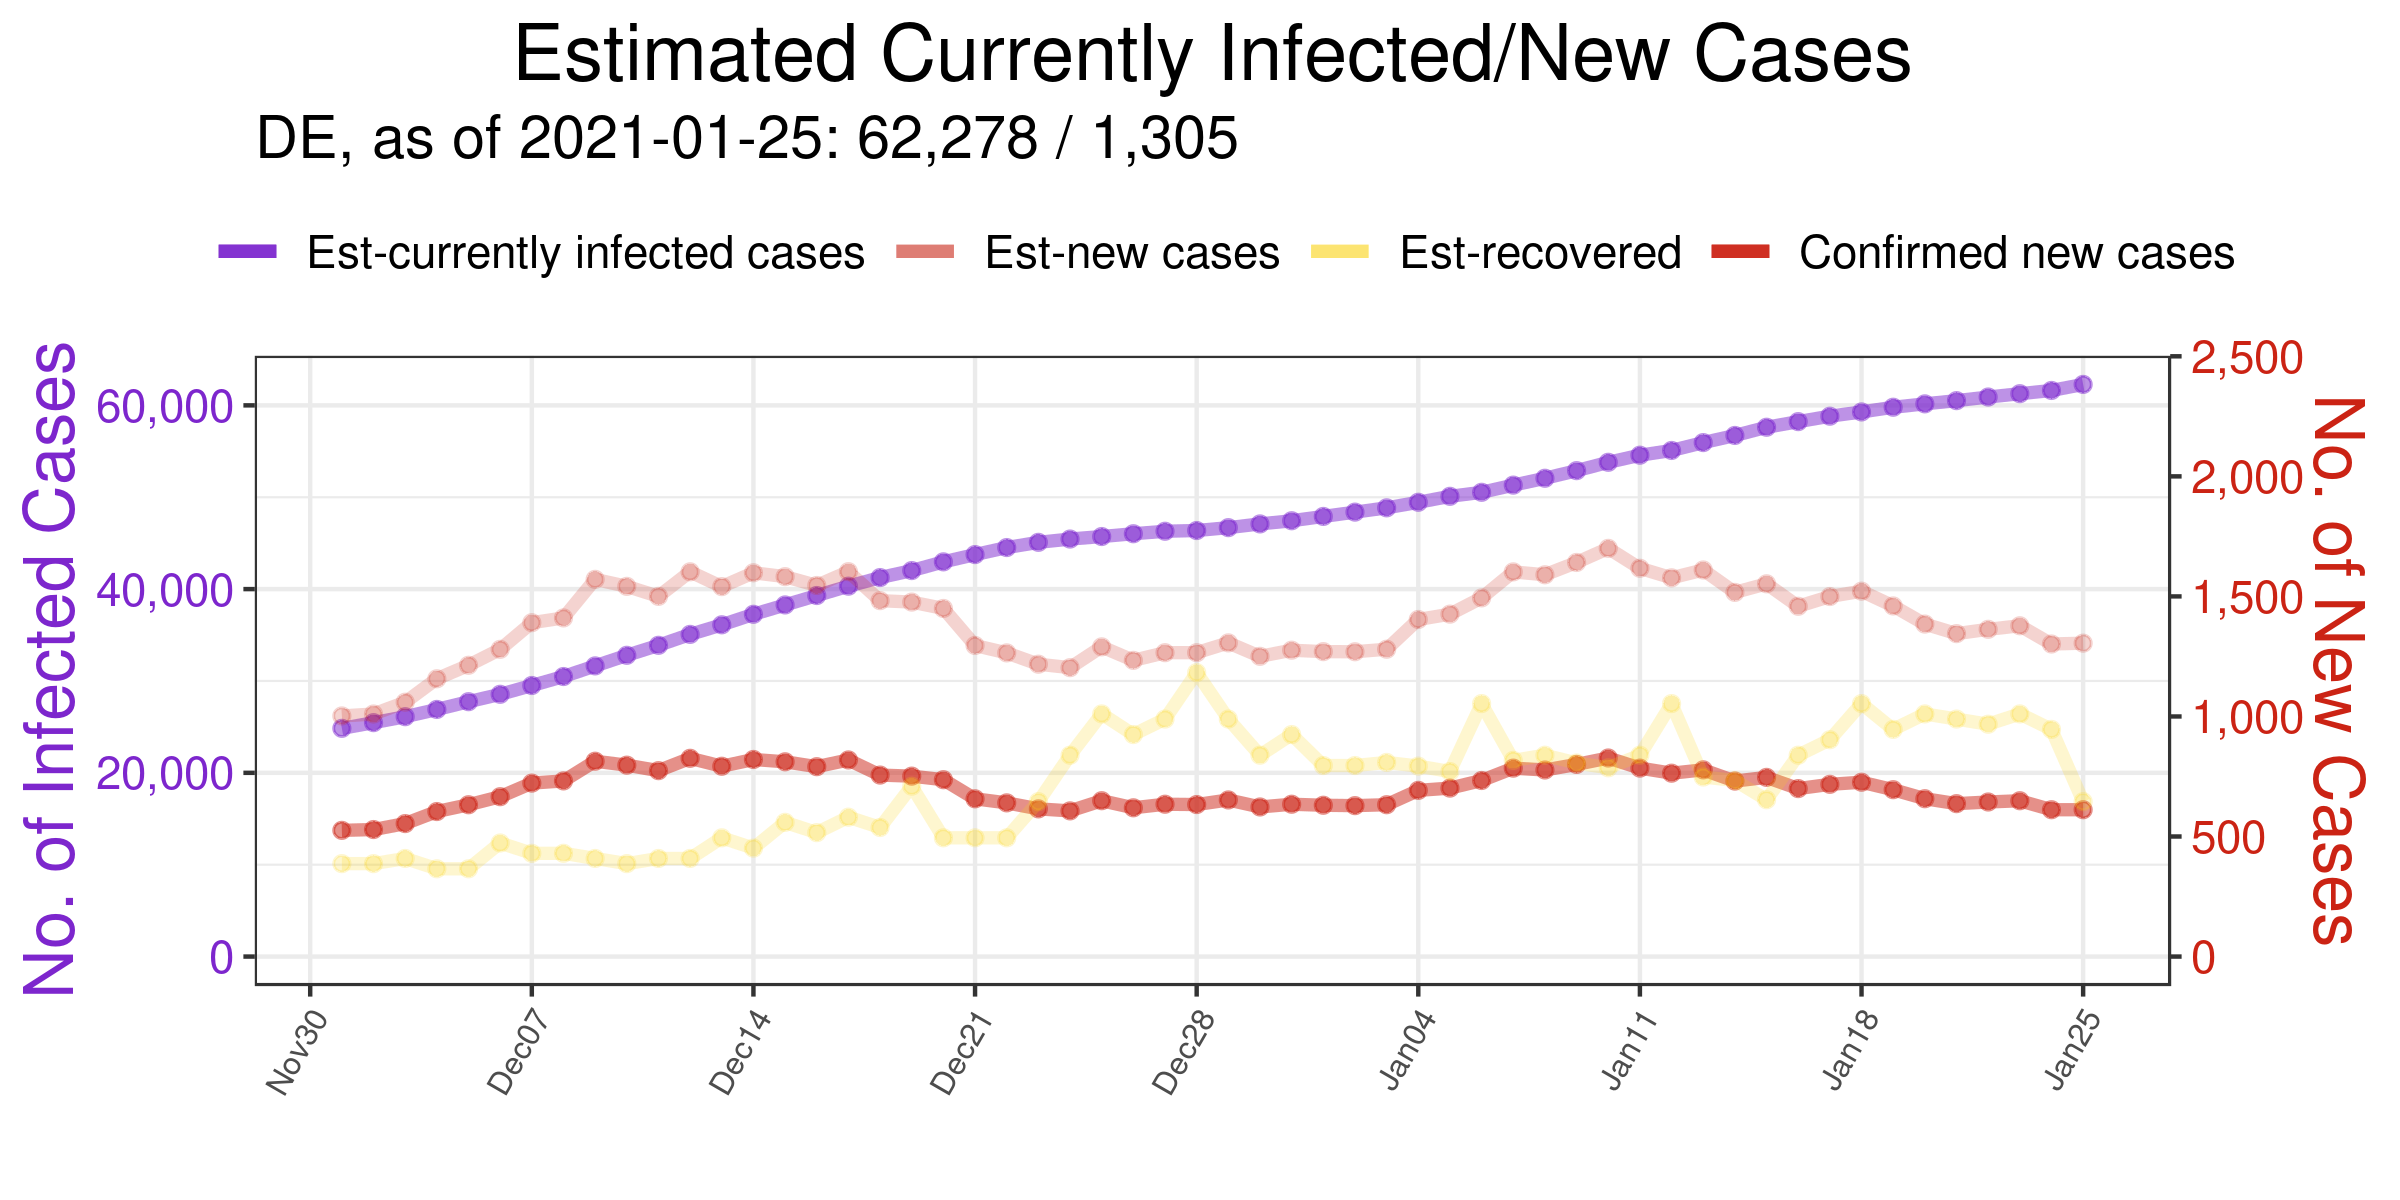 Estimated Currently Infected/New Cases
DE, as of 2021-01-25: 62,278 / 1,305
Est-currently infected cases Est-new cases Est-recovered Confirmed new cases
No. of Infected Cases
60,000
40,000
20,000
0
2,500
2,000
1,500
1,000
500
0
No. of New Cases
Nov30 Dec07 Dec14 Dec21 Dec28 Jan04 Jan11 Jan18 Jan25